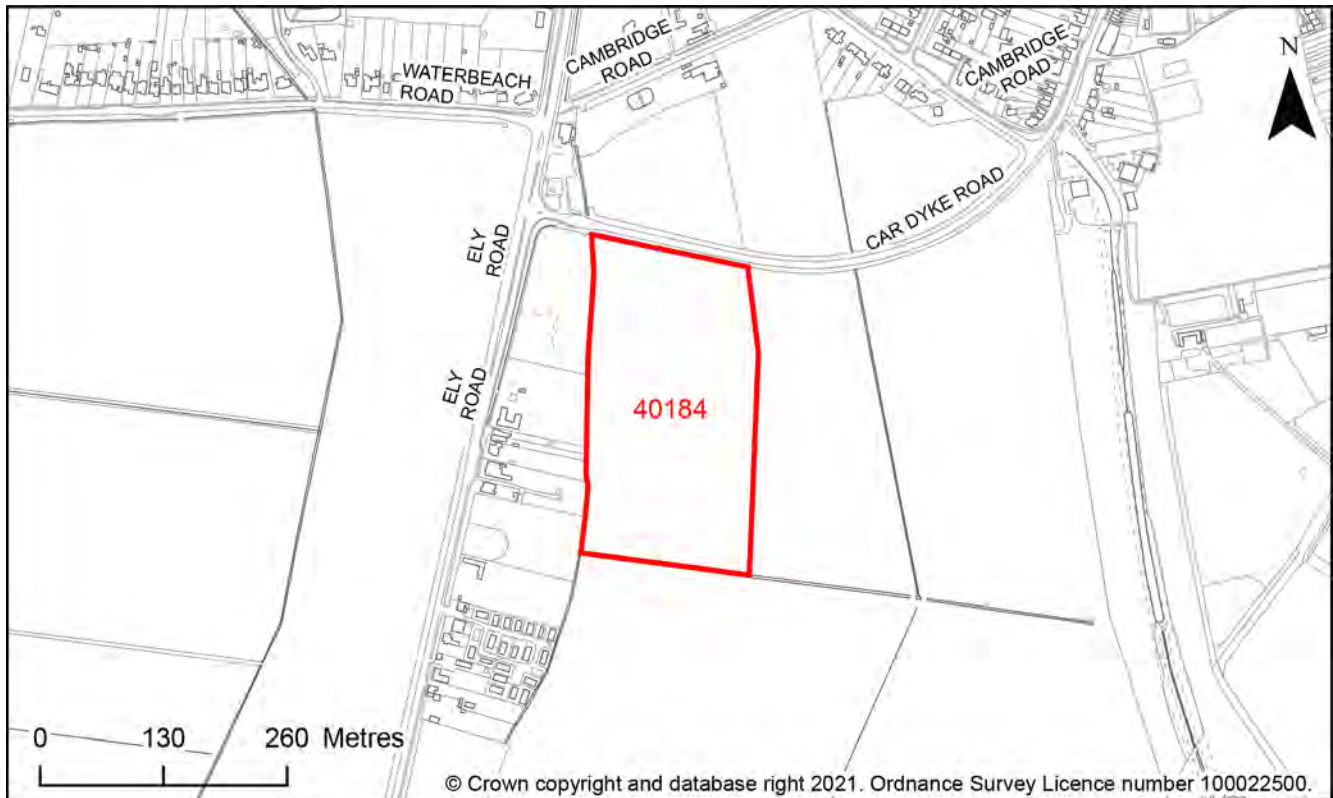 WATERBEACH
ROAD
CAMBRIDGE
ROAD
CAMBRIDGE
ROAD
N
CAR DYKE ROAD
ELY
ROAD
ELY
ROAD
40184
0 130 260 Metres
© Crown copyright and database right 2021. Ordnance Survey Licence number 100022500.